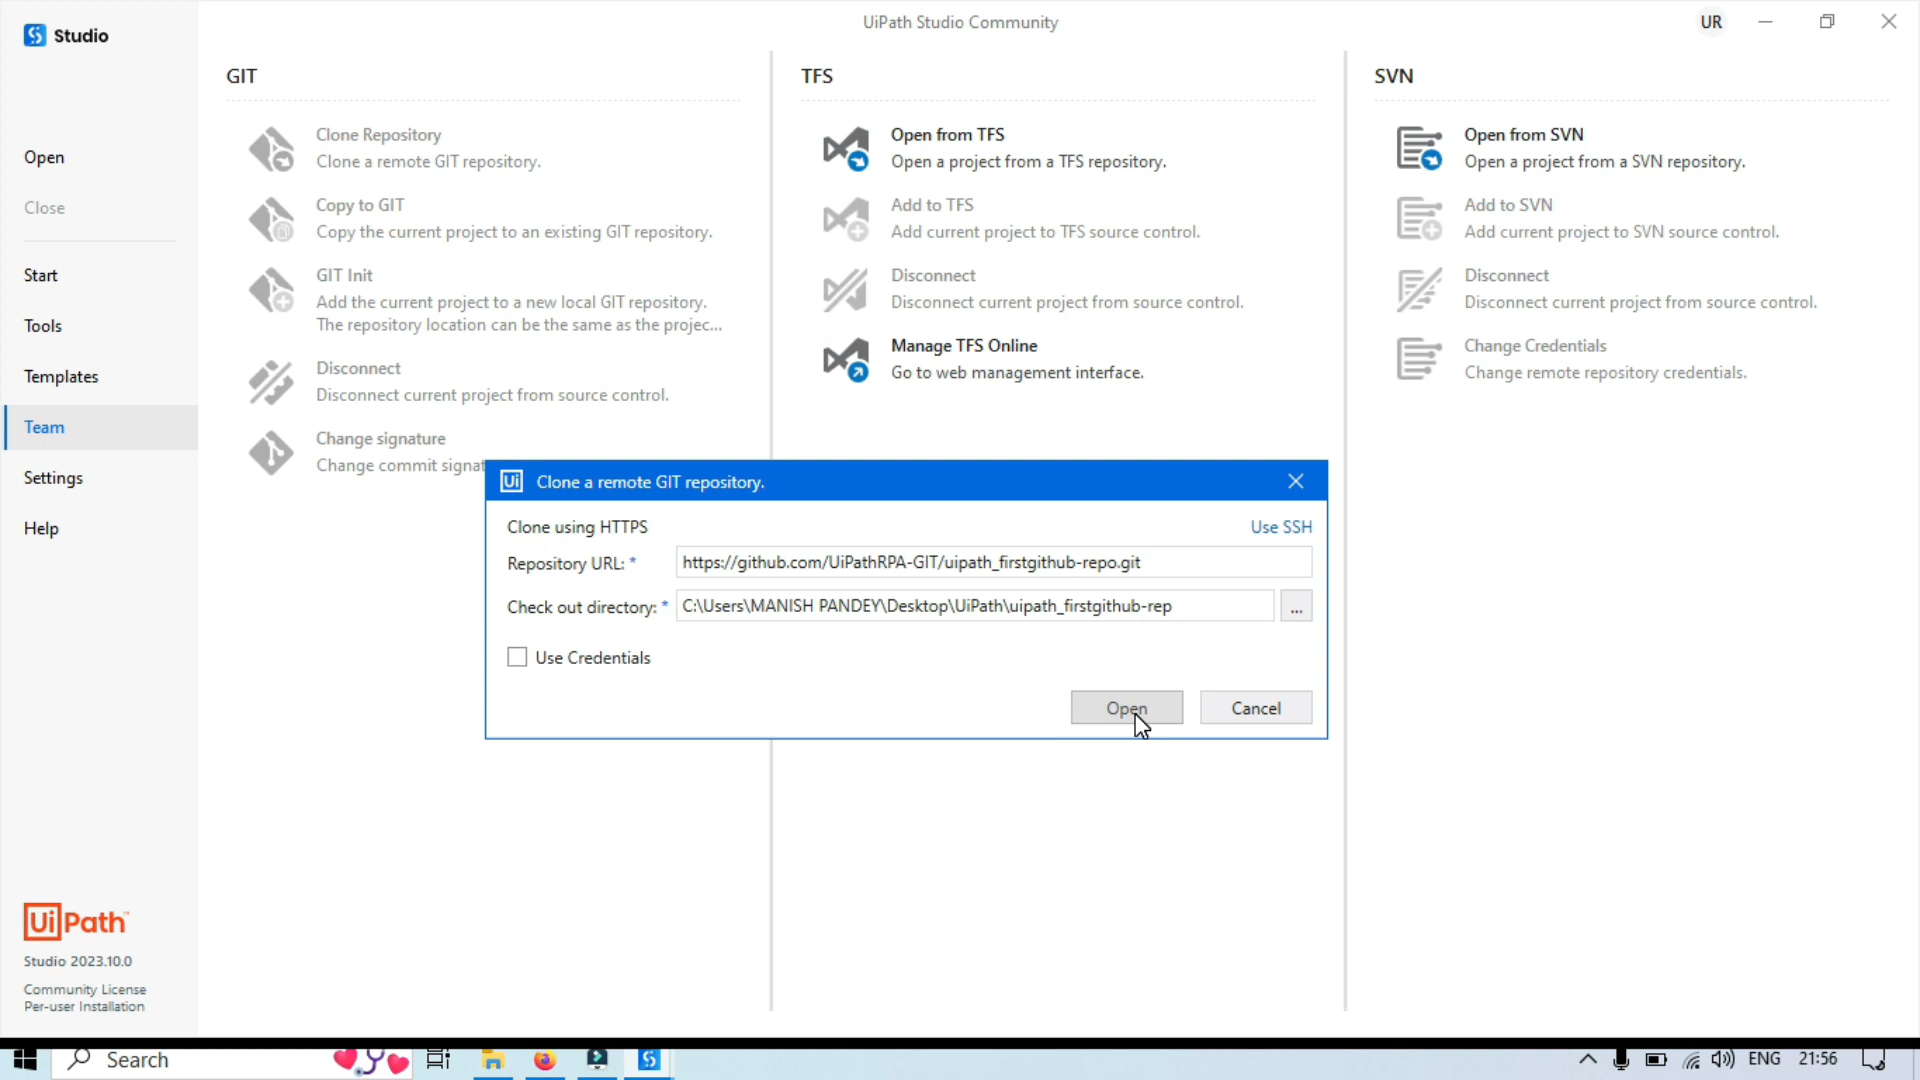 Studio
UiPath Studio Community
UR
Open
Close
Start
Tools
Templates
Team
Settings
Help
GIT
Clone Repository
Clone a remote GIT repository.
Copy to GIT
Copy the current project to an existing GIT repository.
GIT Init
Add the current project to a new local GIT repository.
The repository location can be the same as the projec...
Disconnect
Disconnect current project from source control.
Change signature
Change commit signat
TFS
Open from TFS
Open a project from a TFS repository.
Add to TFS
Add current project to TFS source control.
Disconnect
Disconnect current project from source control.
Manage TFS Online
Go to web management interface.
SVN
Open from SVN
Open a project from a SVN repository.
Add to SVN
Add current project to SVN source control.
Disconnect
Disconnect current project from source control.
Change Credentials
Change remote repository credentials.
Ui Clone a remote GIT repository.
Clone using HTTPS
Use SSH
Repository URL: * https://github.com/UiPathRPA-GIT/uipath_firstgithub-repo.git
Check out directory: * C:\Users\MANISH PANDEY\Desktop\UiPath\uipath_firstgithub-rep ...
Use Credentials
Open
Cancel
UiPath™
Studio 2023.10.0
Community License
Per-user Installation
Search
ENG 21:56